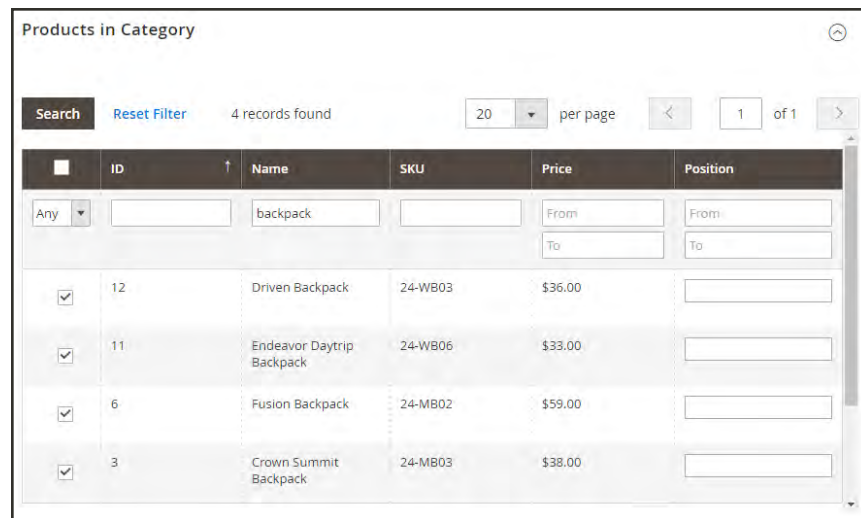 Products in Category
Search Reset Filter 4 records found 20 per page 1 of 1
ID ↑ Name SKU Price Position
Any backpack From From
To To
12 Driven Backpack 24-WB03 $36.00
11 Endeavor Daytrip 24-WB06 $33.00
Backpack
6 Fusion Backpack 24-MB02 $59.00
3 Crown Summit 24-MB03 $38.00
Backpack